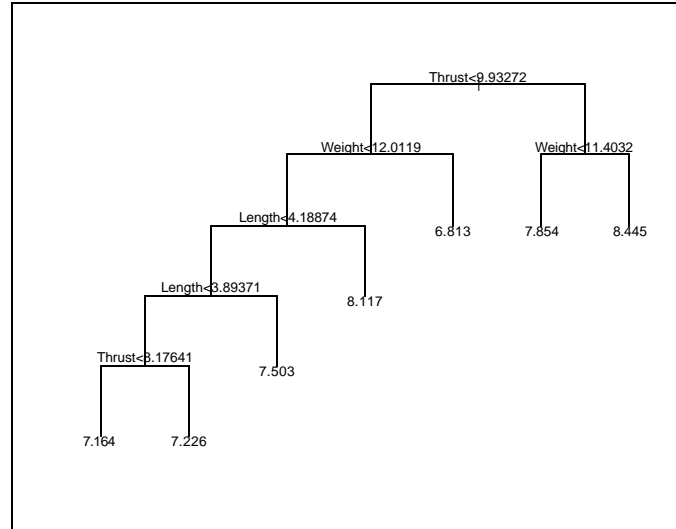 Thrust<9.93272
Weight<12.0119
Weight<11.4032
Length<4.18874
6.813
7.854
8.445
Length<3.89371
8.117
Thrust<8.17641
7.503
7.164
7.226